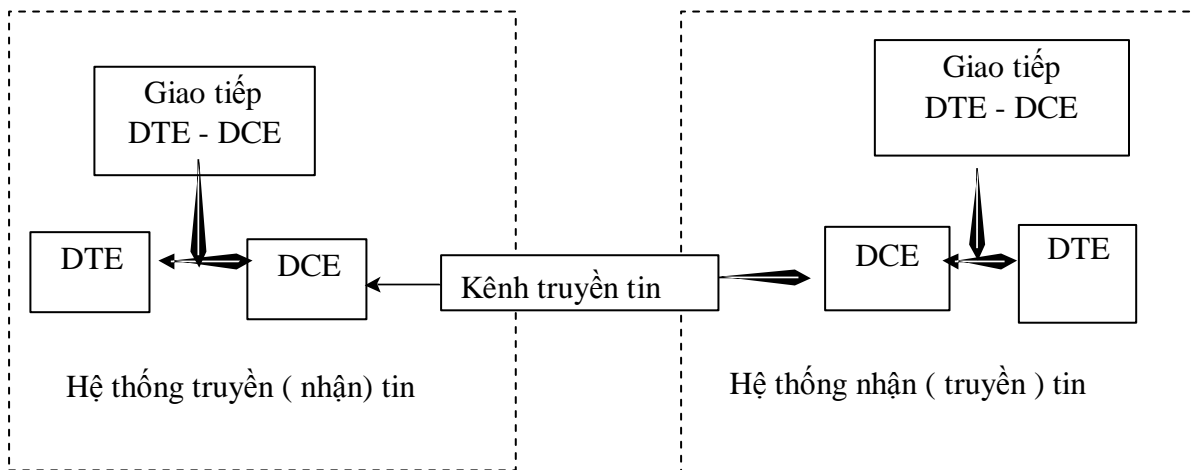 Giao tiếp
DTE - DCE
Giao tiếp
DTE - DCE
DTE
DCE
Kênh truyền tin
DCE
DTE
Hệ thống truyền ( nhận) tin
Hệ thống nhận ( truyền ) tin